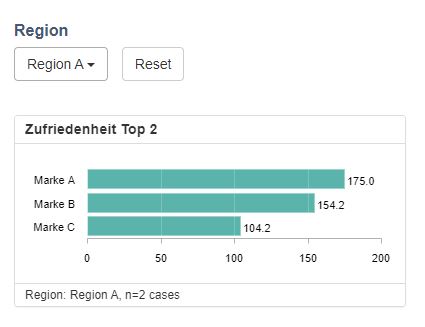 Region
Region A
Reset
Zufriedenheit Top 2
Marke A 175.0
Marke B 154.2
Marke C 104.2
0 50 100 150 200
Region: Region A, n=2 cases